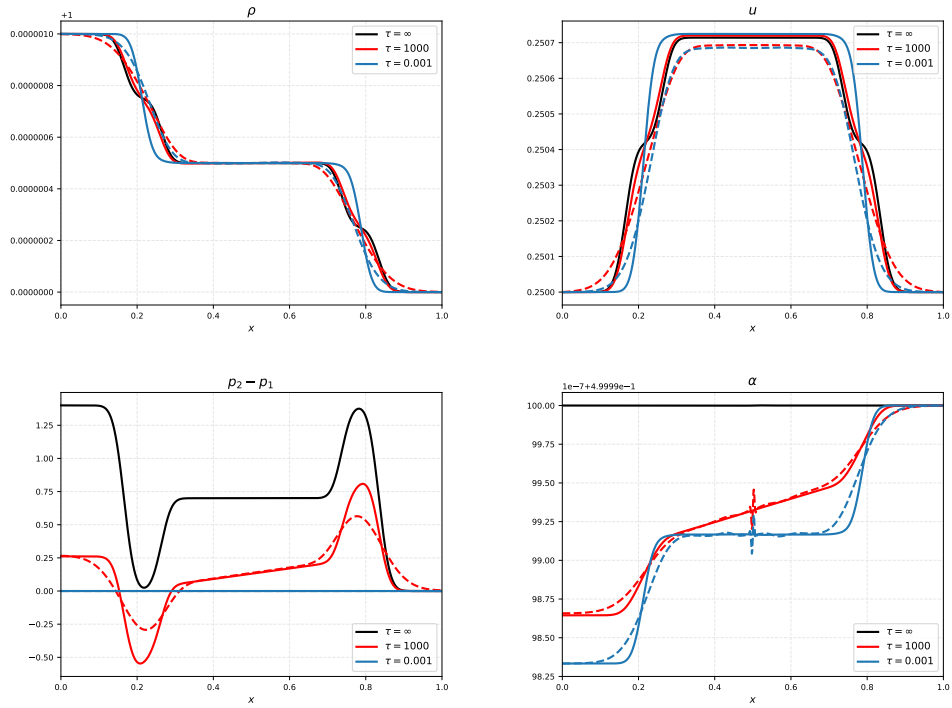 ρ
+1
0.0000010
0.0000008
0.0000006
0.0000004
0.0000002
0.0000000
0.0 0.2 0.4 0.6 0.8 1.0
x
τ = ∞
τ = 1000
τ = 0.001
u
0.2507
0.2506
0.2505
0.2504
0.2503
0.2502
0.2501
0.2500
0.0 0.2 0.4 0.6 0.8 1.0
x
τ = ∞
τ = 1000
τ = 0.001
p₂ − p₁
1.25
1.00
0.75
0.50
0.25
0.00
−0.25
−0.50
0.0 0.2 0.4 0.6 0.8 1.0
x
τ = ∞
τ = 1000
τ = 0.001
α
1e-7+4.9999e-1
100.00
99.75
99.50
99.25
99.00
98.75
98.50
98.25
0.0 0.2 0.4 0.6 0.8 1.0
x
τ = ∞
τ = 1000
τ = 0.001